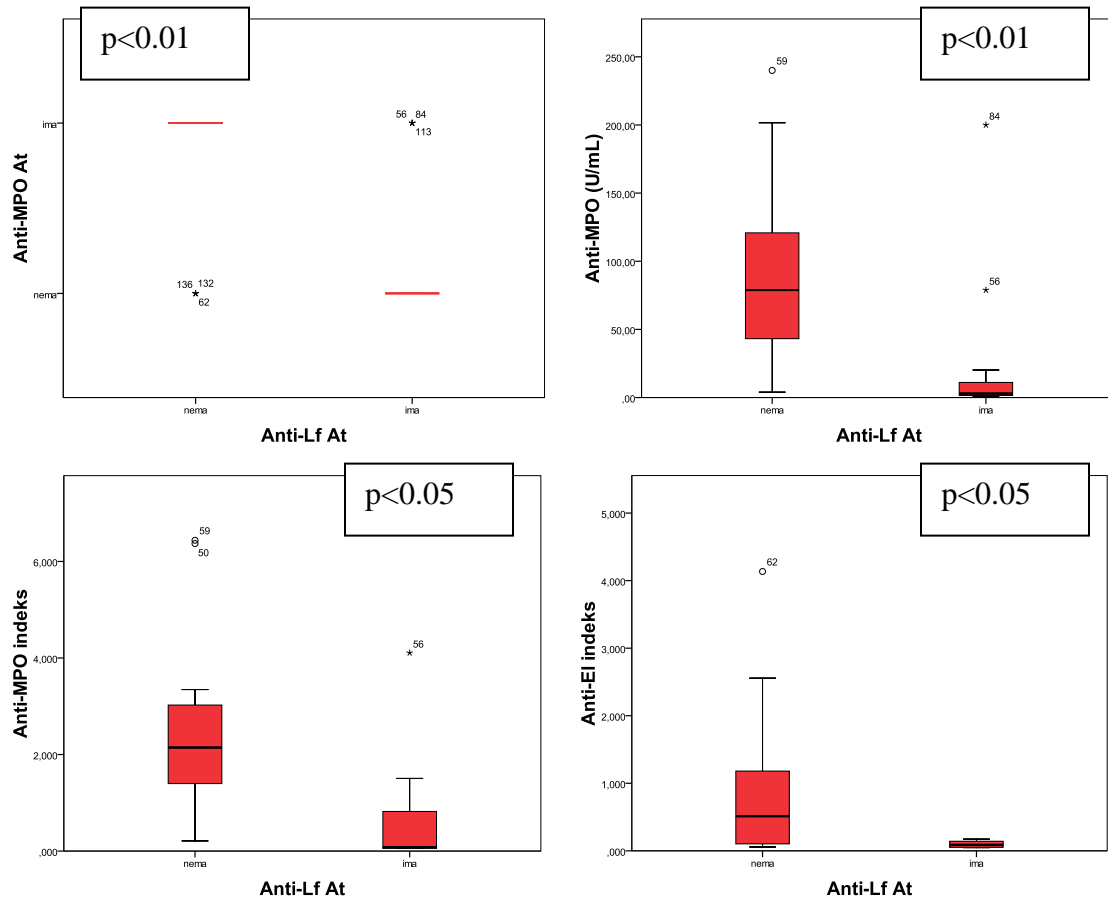 p<0.01
Anti-MPO At
ima
nema
56 84
113
136 132
62
nema
ima
Anti-Lf At
p<0.01
Anti-MPO (U/mL)
250,00
200,00
150,00
100,00
50,00
,00
59
84
56
nema
ima
Anti-Lf At
p<0.05
Anti-MPO indeks
6,000
4,000
2,000
,000
59
50
56
nema
ima
Anti-Lf At
p<0.05
Anti-El indeks
5,000
4,000
3,000
2,000
1,000
,000
62
nema
ima
Anti-Lf At